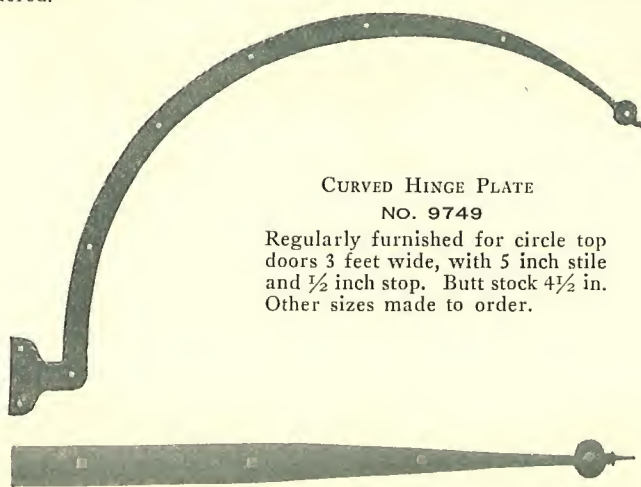 CURVED HINGE PLATE
NO. 9749
Regularly furnished for circle top
doors 3 feet wide, with 5 inch stile
and ½ inch stop. Butt stock 4½ in.
Other sizes made to order.